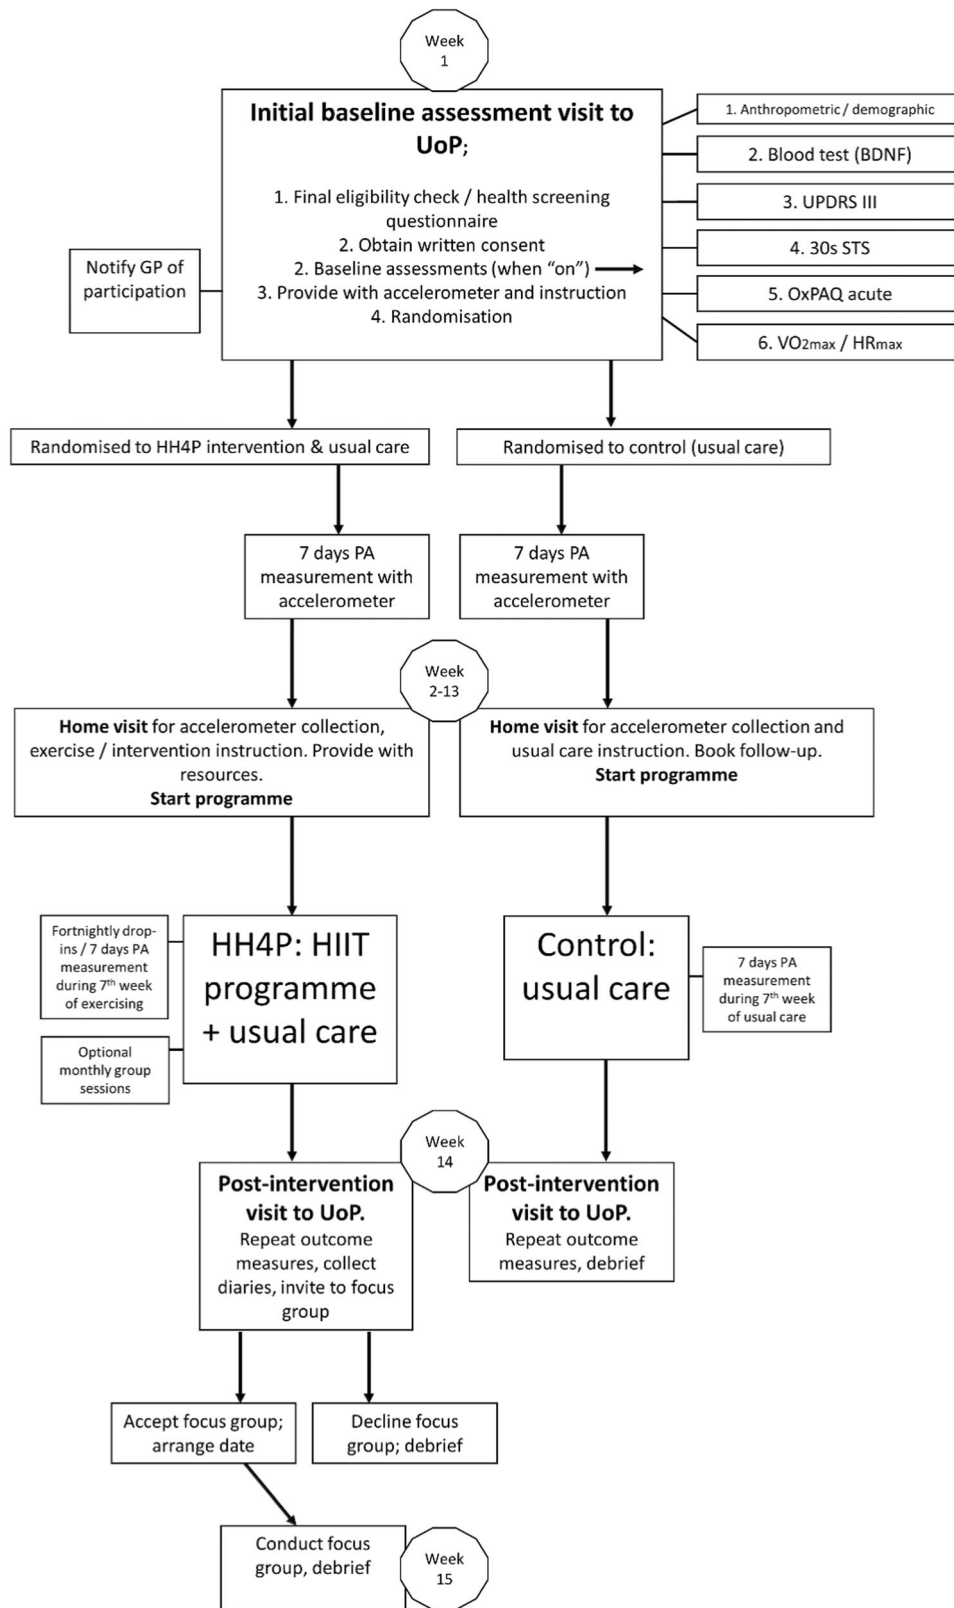 Week
1
Initial baseline assessment visit to
UoP;
1. Final eligibility check / health screening
questionnaire
2. Obtain written consent
2. Baseline assessments (when “on”)
3. Provide with accelerometer and instruction
4. Randomisation
1. Anthropometric / demographic
2. Blood test (BDNF)
3. UPDRS III
4. 30s STS
5. OxPAQ acute
6. VO2max / HRmax
Notify GP of
participation
Randomised to HH4P intervention & usual care
Randomised to control (usual care)
7 days PA
measurement with
accelerometer
7 days PA
measurement with
accelerometer
Week
2-13
Home visit for accelerometer collection,
exercise / intervention instruction. Provide with
resources.
Start programme
Home visit for accelerometer collection and
usual care instruction. Book follow-up.
Start programme
Fortnightly drop-
ins / 7 days PA
measurement
during 7th week
of exercising
Optional
monthly group
sessions
HH4P: HIIT
programme
+ usual care
Control:
usual care
7 days PA
measurement
during 7th week
of usual care
Week
14
Post-intervention
visit to UoP.
Repeat outcome
measures, collect
diaries, invite to focus
group
Post-intervention
visit to UoP.
Repeat outcome
measures, debrief
Accept focus group;
arrange date
Decline focus
group; debrief
Conduct focus
group, debrief
Week
15